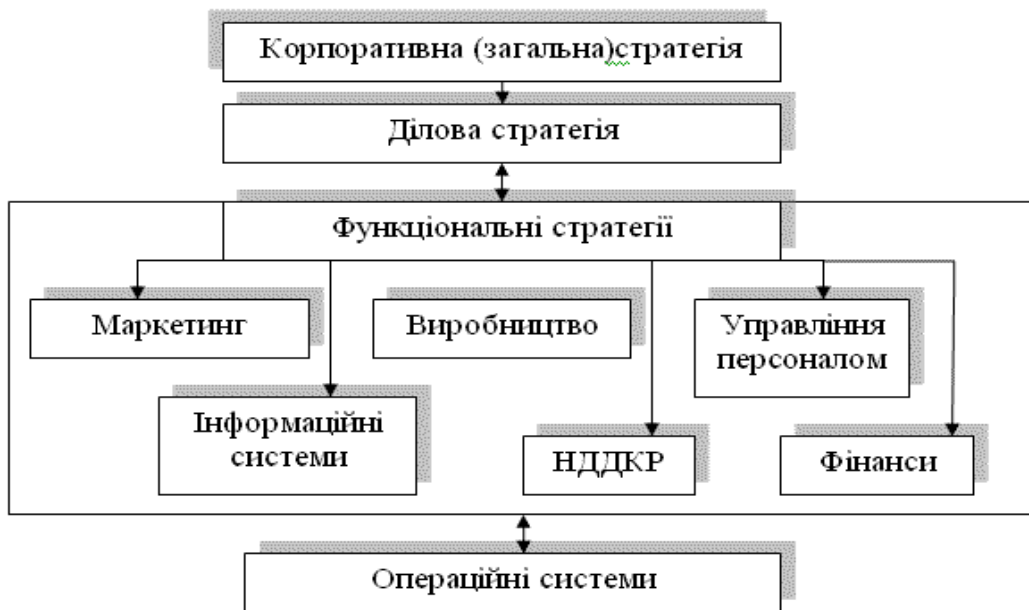 Корпоративна (загальна)стратегія
Ділова стратегія
Функціональні стратегії
Маркетинг
Виробництво
Управління
персоналом
Інформаційні
системи
НДДКР
Фінанси
Операційні системи